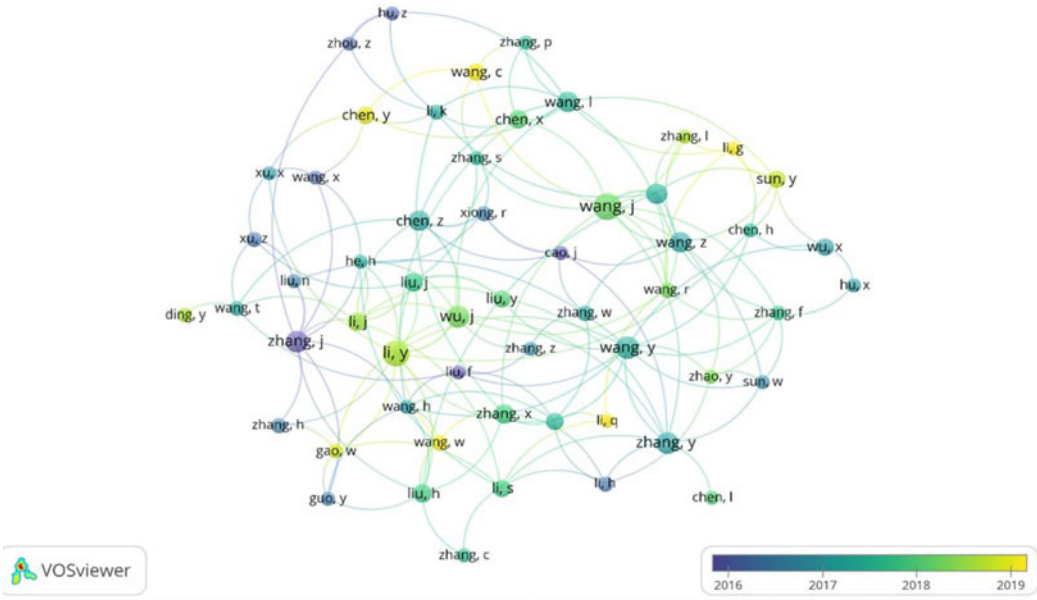 hu, z
zhou, z
zhang, p
wang, c
wang, l
chen, y
li, k
chen, x
zhang, l
li, g
zhang, s
xu, x
wang, x
sun, y
wang, j
xiong, r
chen, z
chen, h
xu, z
wang, z
wu, x
cao, j
he, h
liu, n
liu, j
hu, x
wang, r
liu, y
ding, y
wang, t
zhang, w
zhang, f
li, j
wu, j
zhang, j
li, y
zhang, z
wang, y
liu, f
zhao, y
sun, w
wang, h
zhang, x
li, q
zhang, h
gao, w
wang, w
zhang, y
guo, y
liu, h
li, s
li, h
chen, l
zhang, c
VOSviewer
2016 2017 2018 2019